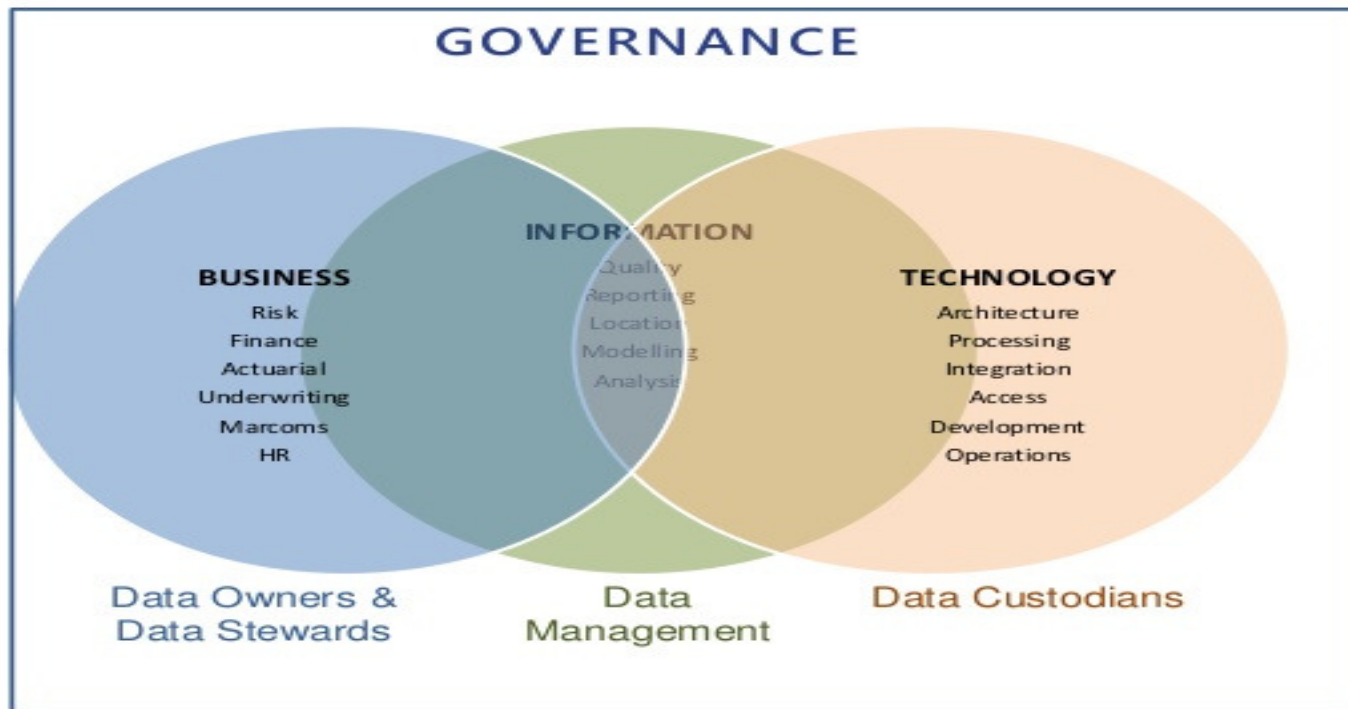 GOVERNANCE
BUSINESS
Risk
Finance
Actuarial
Underwriting
Marcoms
HR
INFORMATION
Quality
Reporting
Location
Modelling
Analysis
TECHNOLOGY
Architecture
Processing
Integration
Access
Development
Operations
Data Owners &
Data Stewards
Data
Management
Data Custodians